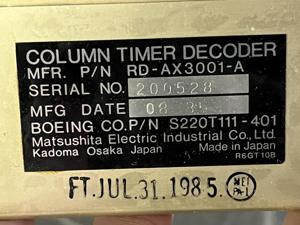 COLUMN TIMER DECODER
MFR. P/N RD-AX3001-A
SERIAL NO. 200528
MFG DATE 08 85
BOEING CO. P/N S220T111-401
Matsushita Electric Industrial Co., Ltd.
Kadoma Osaka Japan Made in Japan
R6GT10B
FT. JUL. 31. 1985.